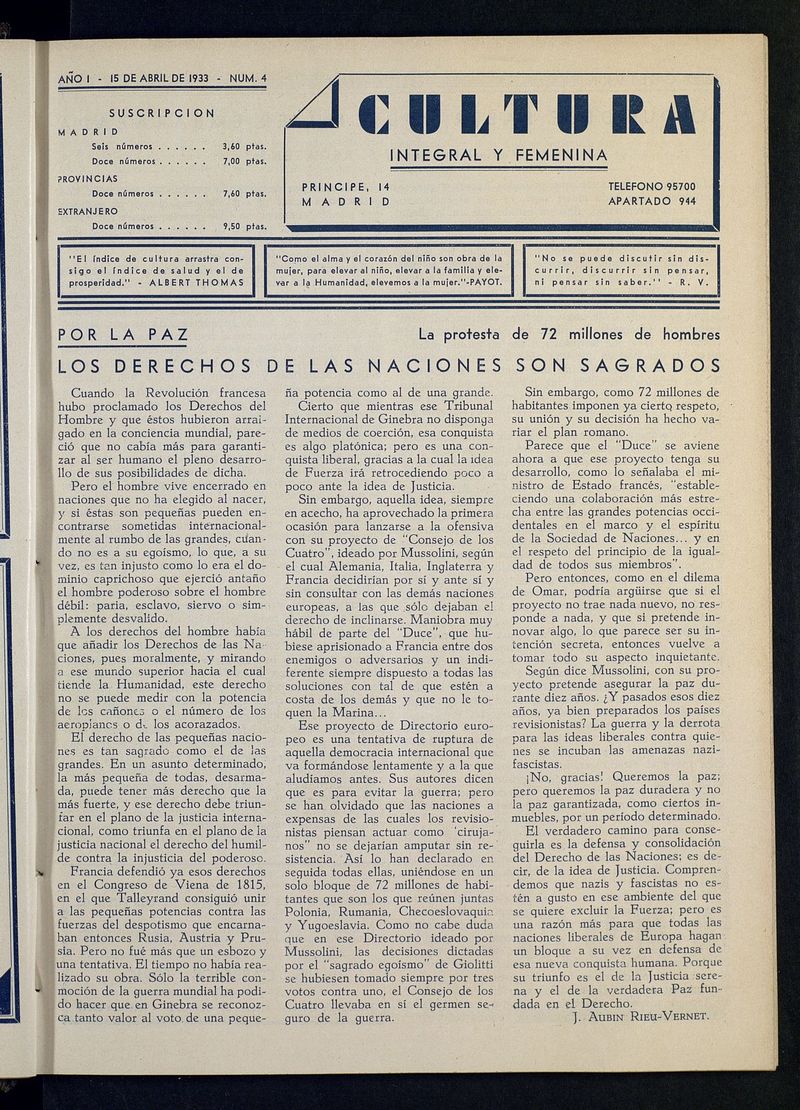 AÑO I - 15 DE ABRIL DE 1933 - NUM. 4
SUSCRIPCION
MADRID
Seis números . . . . . . 3,60 ptas.
Doce números . . . . . . 7,00 ptas.
PROVINCIAS
Doce números . . . . . . 7,60 ptas.
EXTRANJERO
Doce números . . . . . . 9,50 ptas.
CULTURA
INTEGRAL Y FEMENINA
PRINCIPE, 14
MADRID
TELEFONO 95700
APARTADO 944
"El índice de cultura arrastra con-
sigo el índice de salud y el de
prosperidad." - ALBERT THOMAS
"Como el alma y el corazón del niño son obra de la
mujer, para elevar al niño, elevar a la familia y ele-
var a la Humanidad, elevemos a la mujer."-PAYOT.
"No se puede discutir sin dis-
currir, discurrir sin pensar,
ni pensar sin saber." - R. V.
POR LA PAZ
La protesta de 72 millones de hombres
LOS DERECHOS DE LAS NACIONES SON SAGRADOS
Cuando la Revolución francesa
hubo proclamado los Derechos del
Hombre y que éstos hubieron arrai-
gado en la conciencia mundial, pare-
ció que no cabía más para garanti-
zar al ser humano el pleno desarro-
llo de sus posibilidades de dicha.
Pero el hombre vive encerrado en
naciones que no ha elegido al nacer,
y si éstas son pequeñas pueden en-
contrarse sometidas internacional-
mente al rumbo de las grandes, cuan-
do no es a su egoísmo, lo que, a su
vez, es tan injusto como lo era el do-
minio caprichoso que ejerció antaño
el hombre poderoso sobre el hombre
débil: paria, esclavo, siervo o sim-
plemente desvalido.
A los derechos del hombre había
que añadir los Derechos de las Na-
ciones, pues moralmente, y mirando
a ese mundo superior hacia el cual
tiende la Humanidad, este derecho
no se puede medir con la potencia
de los cañones o el número de los
aeroplanos o de los acorazados.
El derecho de las pequeñas nacio-
nes es tan sagrado como el de las
grandes. En un asunto determinado,
la más pequeña de todas, desarma-
da, puede tener más derecho que la
más fuerte, y ese derecho debe triun-
far en el plano de la justicia interna-
cional, como triunfa en el plano de la
justicia nacional el derecho del humil-
de contra la injusticia del poderoso.
Francia defendió ya esos derechos
en el Congreso de Viena de 1815,
en el que Talleyrand consiguió unir
a las pequeñas potencias contra las
fuerzas del despotismo que encarna-
ban entonces Rusia, Austria y Pru-
sia. Pero no fué más que un esbozo y
una tentativa. El tiempo no había rea-
lizado su obra. Sólo la terrible con-
moción de la guerra mundial ha podi-
do hacer que en Ginebra se reconoz-
ca tanto valor al voto de una peque-
ña potencia como al de una grande.
Cierto que mientras ese Tribunal
Internacional de Ginebra no disponga
de medios de coerción, esa conquista
es algo platónica; pero es una con-
quista liberal, gracias a la cual la idea
de Fuerza irá retrocediendo poco a
poco ante la idea de Justicia.
Sin embargo, aquella idea, siempre
en acecho, ha aprovechado la primera
ocasión para lanzarse a la ofensiva
con su proyecto de "Consejo de los
Cuatro", ideado por Mussolini, según
el cual Alemania, Italia, Inglaterra y
Francia decidirían por sí y ante sí y
sin consultar con las demás naciones
europeas, a las que sólo dejaban el
derecho de inclinarse. Maniobra muy
hábil de parte del "Duce", que hu-
biese aprisionado a Francia entre dos
enemigos o adversarios y un indi-
ferente siempre dispuesto a todas las
soluciones con tal de que estén a
costa de los demás y que no le to-
quen la Marina...
Ese proyecto de Directorio euro-
peo es una tentativa de ruptura de
aquella democracia internacional que
va formándose lentamente y a la que
aludíamos antes. Sus autores dicen
que es para evitar la guerra; pero
se han olvidado que las naciones a
expensas de las cuales los revisio-
nistas piensan actuar como "ciruja-
nos" no se dejarían amputar sin re-
sistencia. Así lo han declarado en
seguida todas ellas, uniéndose en un
solo bloque de 72 millones de habi-
tantes que son los que reúnen juntas
Polonia, Rumania, Checoeslovaquia
y Yugoeslavia. Como no cabe duda
que en ese Directorio ideado por
Mussolini, las decisiones dictadas
por el "sagrado egoísmo" de Giolitti
se hubiesen tomado siempre por tres
votos contra uno, el Consejo de los
Cuatro llevaba en sí el germen se-
guro de la guerra.
Sin embargo, como 72 millones de
habitantes imponen ya cierto respeto,
su unión y su decisión ha hecho va-
riar el plan romano.
Parece que el "Duce" se aviene
ahora a que ese proyecto tenga su
desarrollo, como lo señalaba el mi-
nistro de Estado francés, "estable-
ciendo una colaboración más estre-
cha entre las grandes potencias occi-
dentales en el marco y el espíritu
de la Sociedad de Naciones... y en
el respeto del principio de la igual-
dad de todos sus miembros".
Pero entonces, como en el dilema
de Omar, podría argüirse que si el
proyecto no trae nada nuevo, no res-
ponde a nada, y que si pretende in-
novar algo, lo que parece ser su in-
tención secreta, entonces vuelve a
tomar todo su aspecto inquietante.
Según dice Mussolini, con su pro-
yecto pretende asegurar la paz du-
rante diez años. ¿Y pasados esos diez
años, ya bien preparados los países
revisionistas? La guerra y la derrota
para las ideas liberales contra quie-
nes se incuban las amenazas nazi-
fascistas.
¡No, gracias! Queremos la paz;
pero queremos la paz duradera y no
la paz garantizada, como ciertos in-
muebles, por un período determinado.
El verdadero camino para conse-
guirla es la defensa y consolidación
del Derecho de las Naciones; es de-
cir, de la idea de Justicia. Compren-
demos que nazis y fascistas no es-
tén a gusto en ese ambiente del que
se quiere excluir la Fuerza; pero es
una razón más para que todas las
naciones liberales de Europa hagan
un bloque a su vez en defensa de
esa nueva conquista humana. Porque
su triunfo es el de la Justicia sere-
na y el de la verdadera Paz fun-
dada en el Derecho.
J. AUBIN RIEU-VERNET.